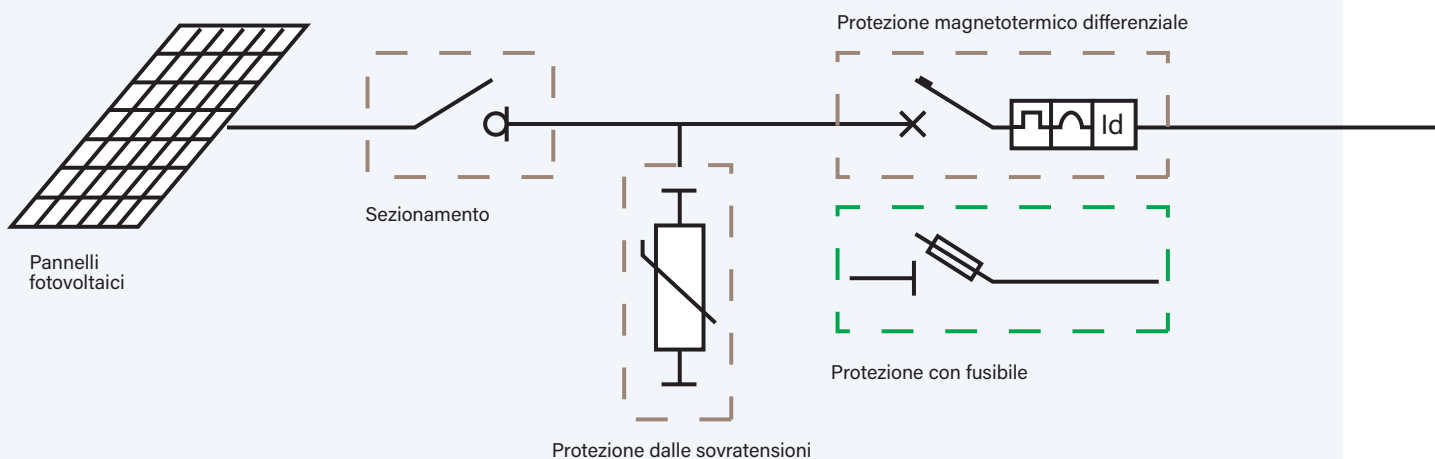 Protezione magnetotermico differenziale
Id
Sezionamento
Pannelli
fotovoltaici
Protezione con fusibile
Protezione dalle sovratensioni